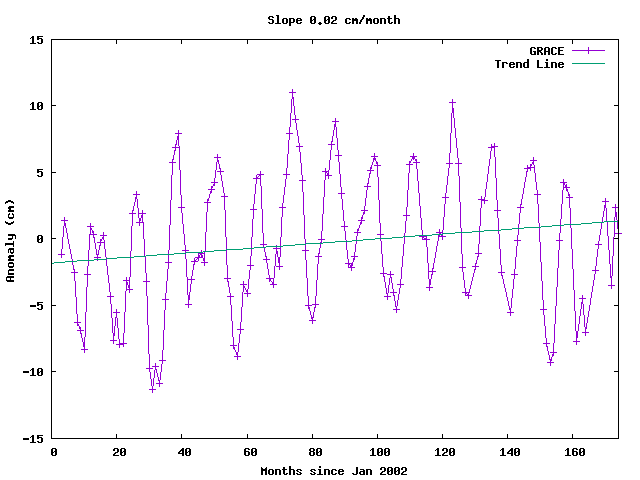 Slope 0.02 cm/month
GRACE
Trend Line
15
10
5
0
-5
-10
-15
Anomaly (cm)
0 20 40 60 80 100 120 140 160
Months since Jan 2002